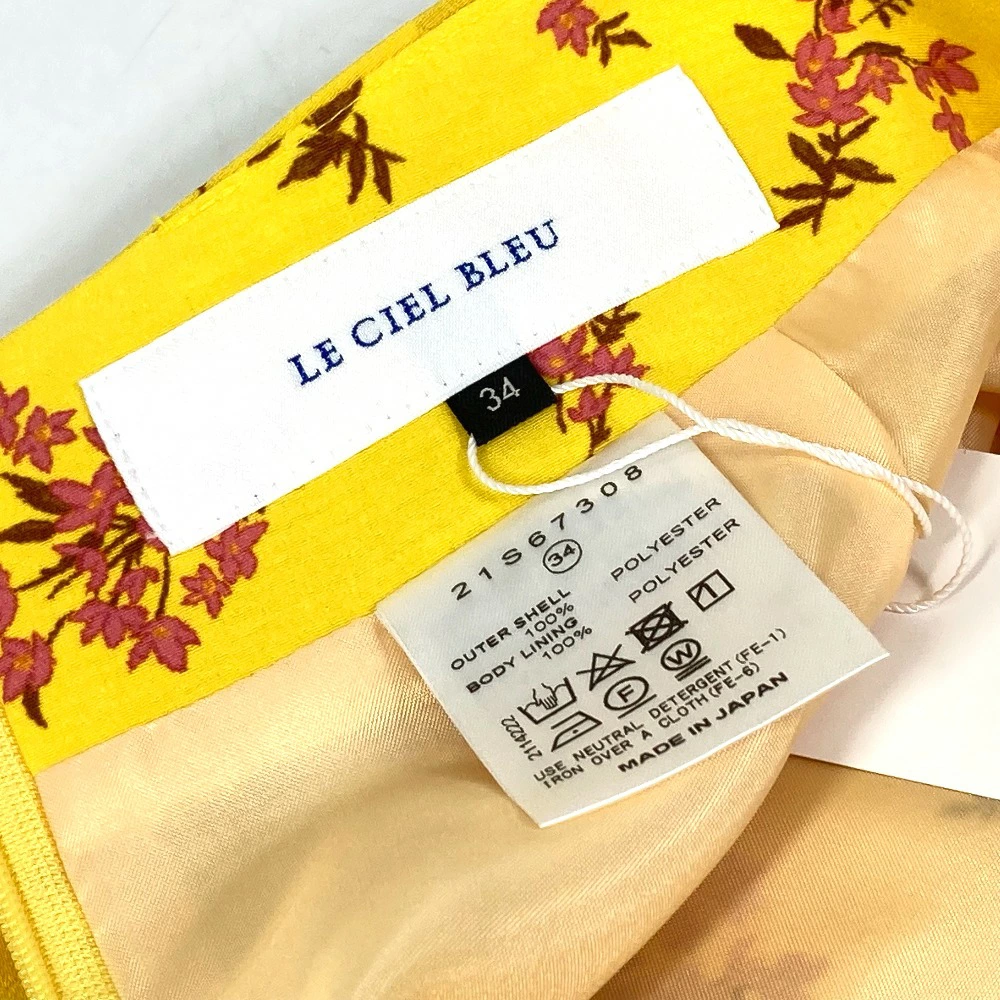 LE CIEL BLEU
34
21S67308
34
OUTER SHELL
100% POLYESTER
BODY LINING
100% POLYESTER
F
W
2114222
USE NEUTRAL DETERGENT(FE-1)
IRON OVER A CLOTH(FE-6)
MADE IN JAPAN